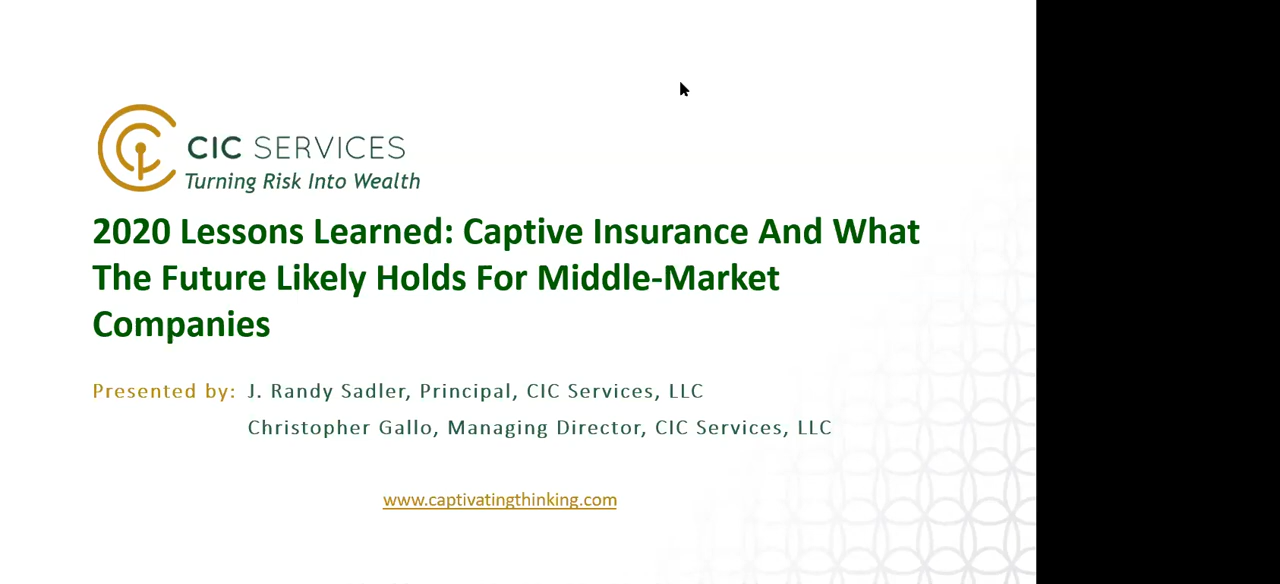 CIC SERVICES
Turning Risk Into Wealth
2020 Lessons Learned: Captive Insurance And What
The Future Likely Holds For Middle-Market
Companies
Presented by: J. Randy Sadler, Principal, CIC Services, LLC
Christopher Gallo, Managing Director, CIC Services, LLC
www.captivatingthinking.com